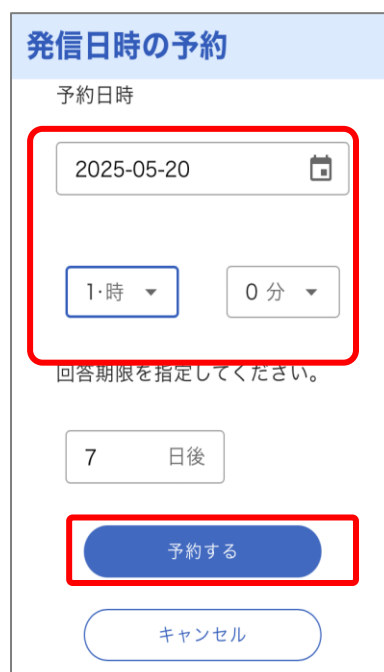 発信日時の予約
予約日時
2025-05-20
1·時 0 分
回答期限を指定してください。
7 日後
予約する
キャンセル